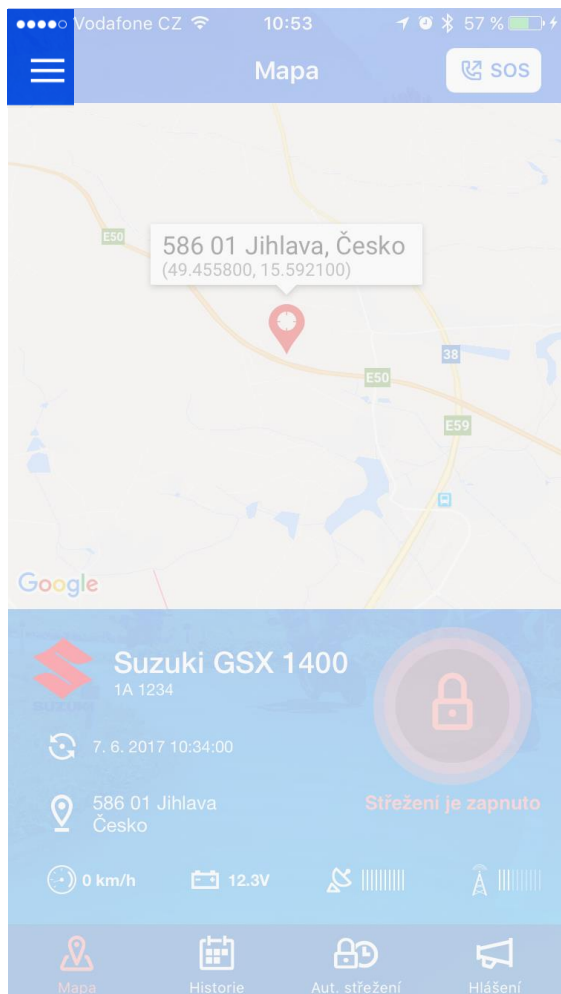 Vodafone CZ 10:53 57 %
Mapa SOS
E50
586 01 Jihlava, Česko
(49.455800, 15.592100)
38
E50
E59
Google
Suzuki GSX 1400
1A 1234
SUZUKI
7. 6. 2017 10:34:00
586 01 Jihlava
Česko
Střežení je zapnuto
0 km/h 12.3V
Mapa Historie Aut. střežení Hlášení